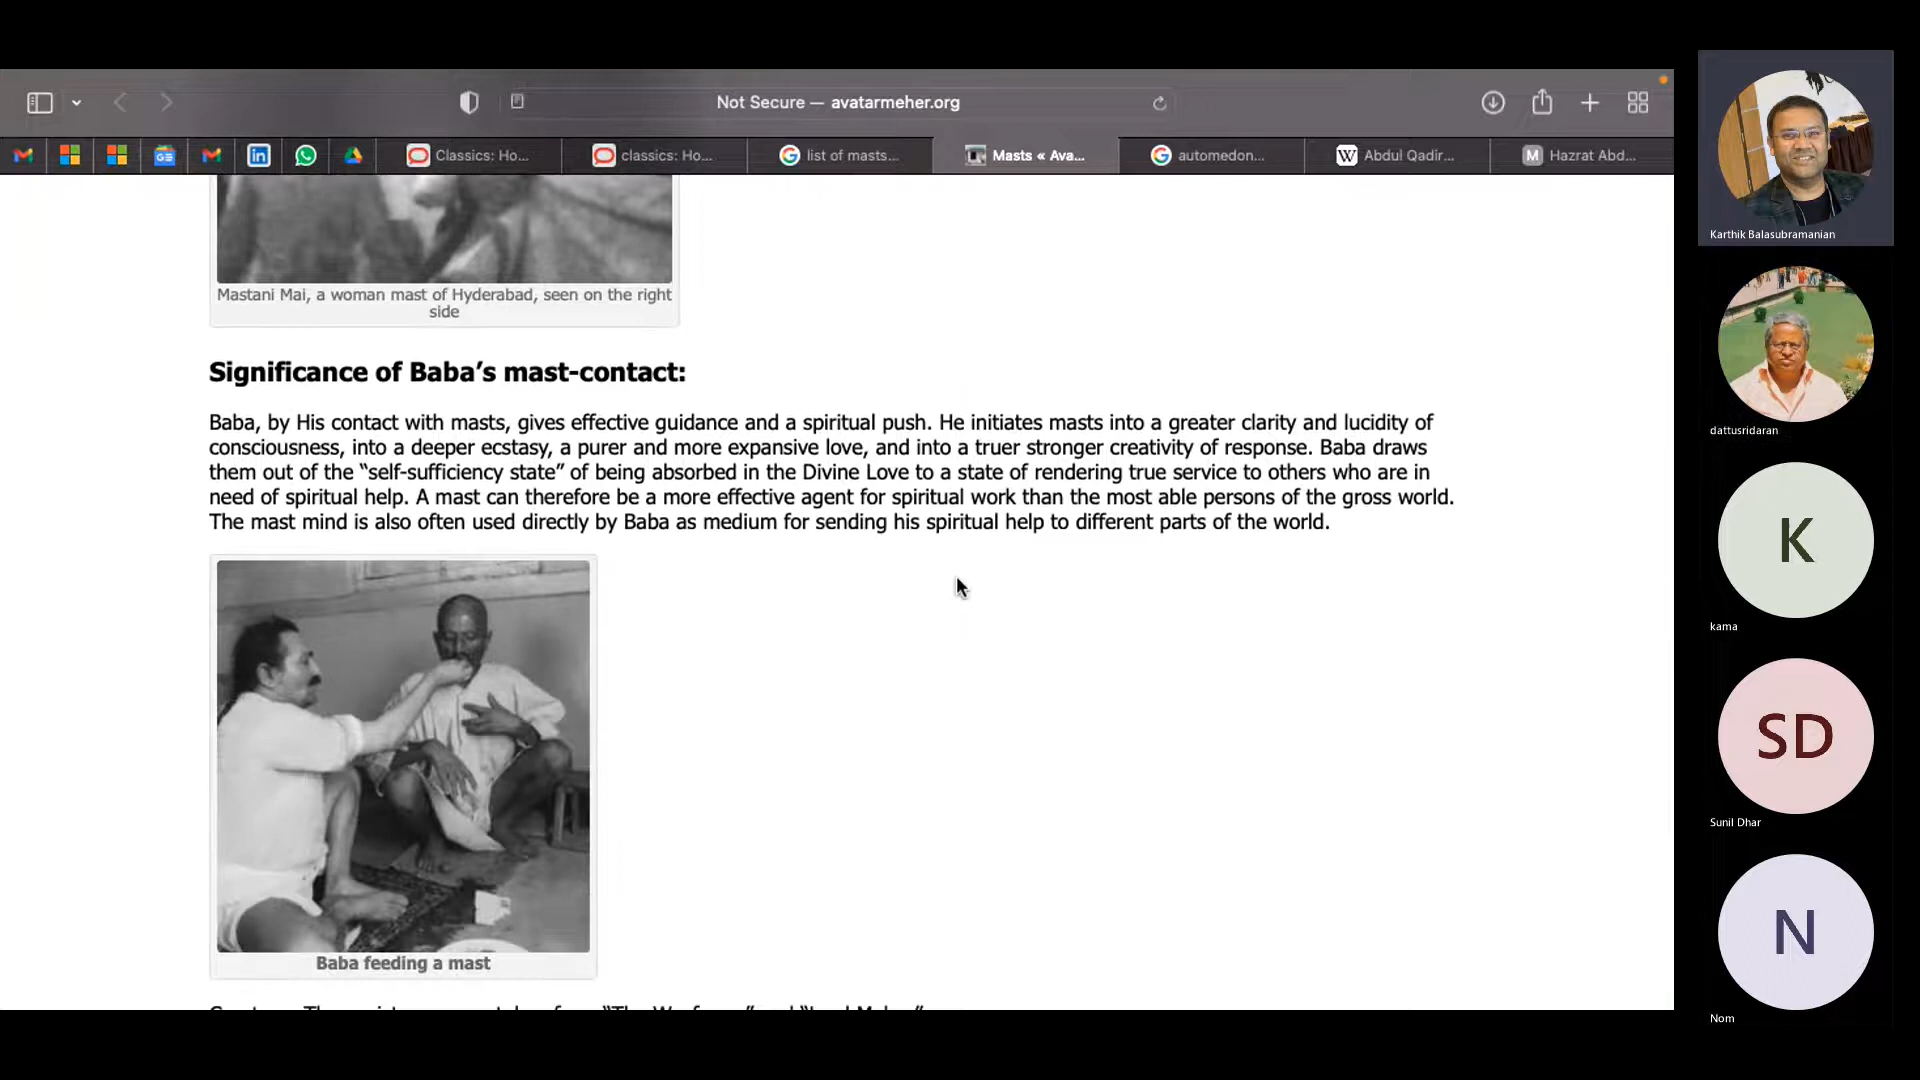 Not Secure — avatarmeher.org
Classics: Ho...
classics: Ho...
list of masts...
Masts « Ava...
automedon...
Abdul Qadir...
Hazrat Abd...
Mastani Mai, a woman mast of Hyderabad, seen on the right
side
Significance of Baba’s mast-contact:
Baba, by His contact with masts, gives effective guidance and a spiritual push. He initiates masts into a greater clarity and lucidity of
consciousness, into a deeper ecstasy, a purer and more expansive love, and into a truer stronger creativity of response. Baba draws
them out of the “self-sufficiency state” of being absorbed in the Divine Love to a state of rendering true service to others who are in
need of spiritual help. A mast can therefore be a more effective agent for spiritual work than the most able persons of the gross world.
The mast mind is also often used directly by Baba as medium for sending his spiritual help to different parts of the world.
Baba feeding a mast
Karthik Balasubramanian
dattusridaran
K
kama
SD
Sunil Dhar
N
Nom